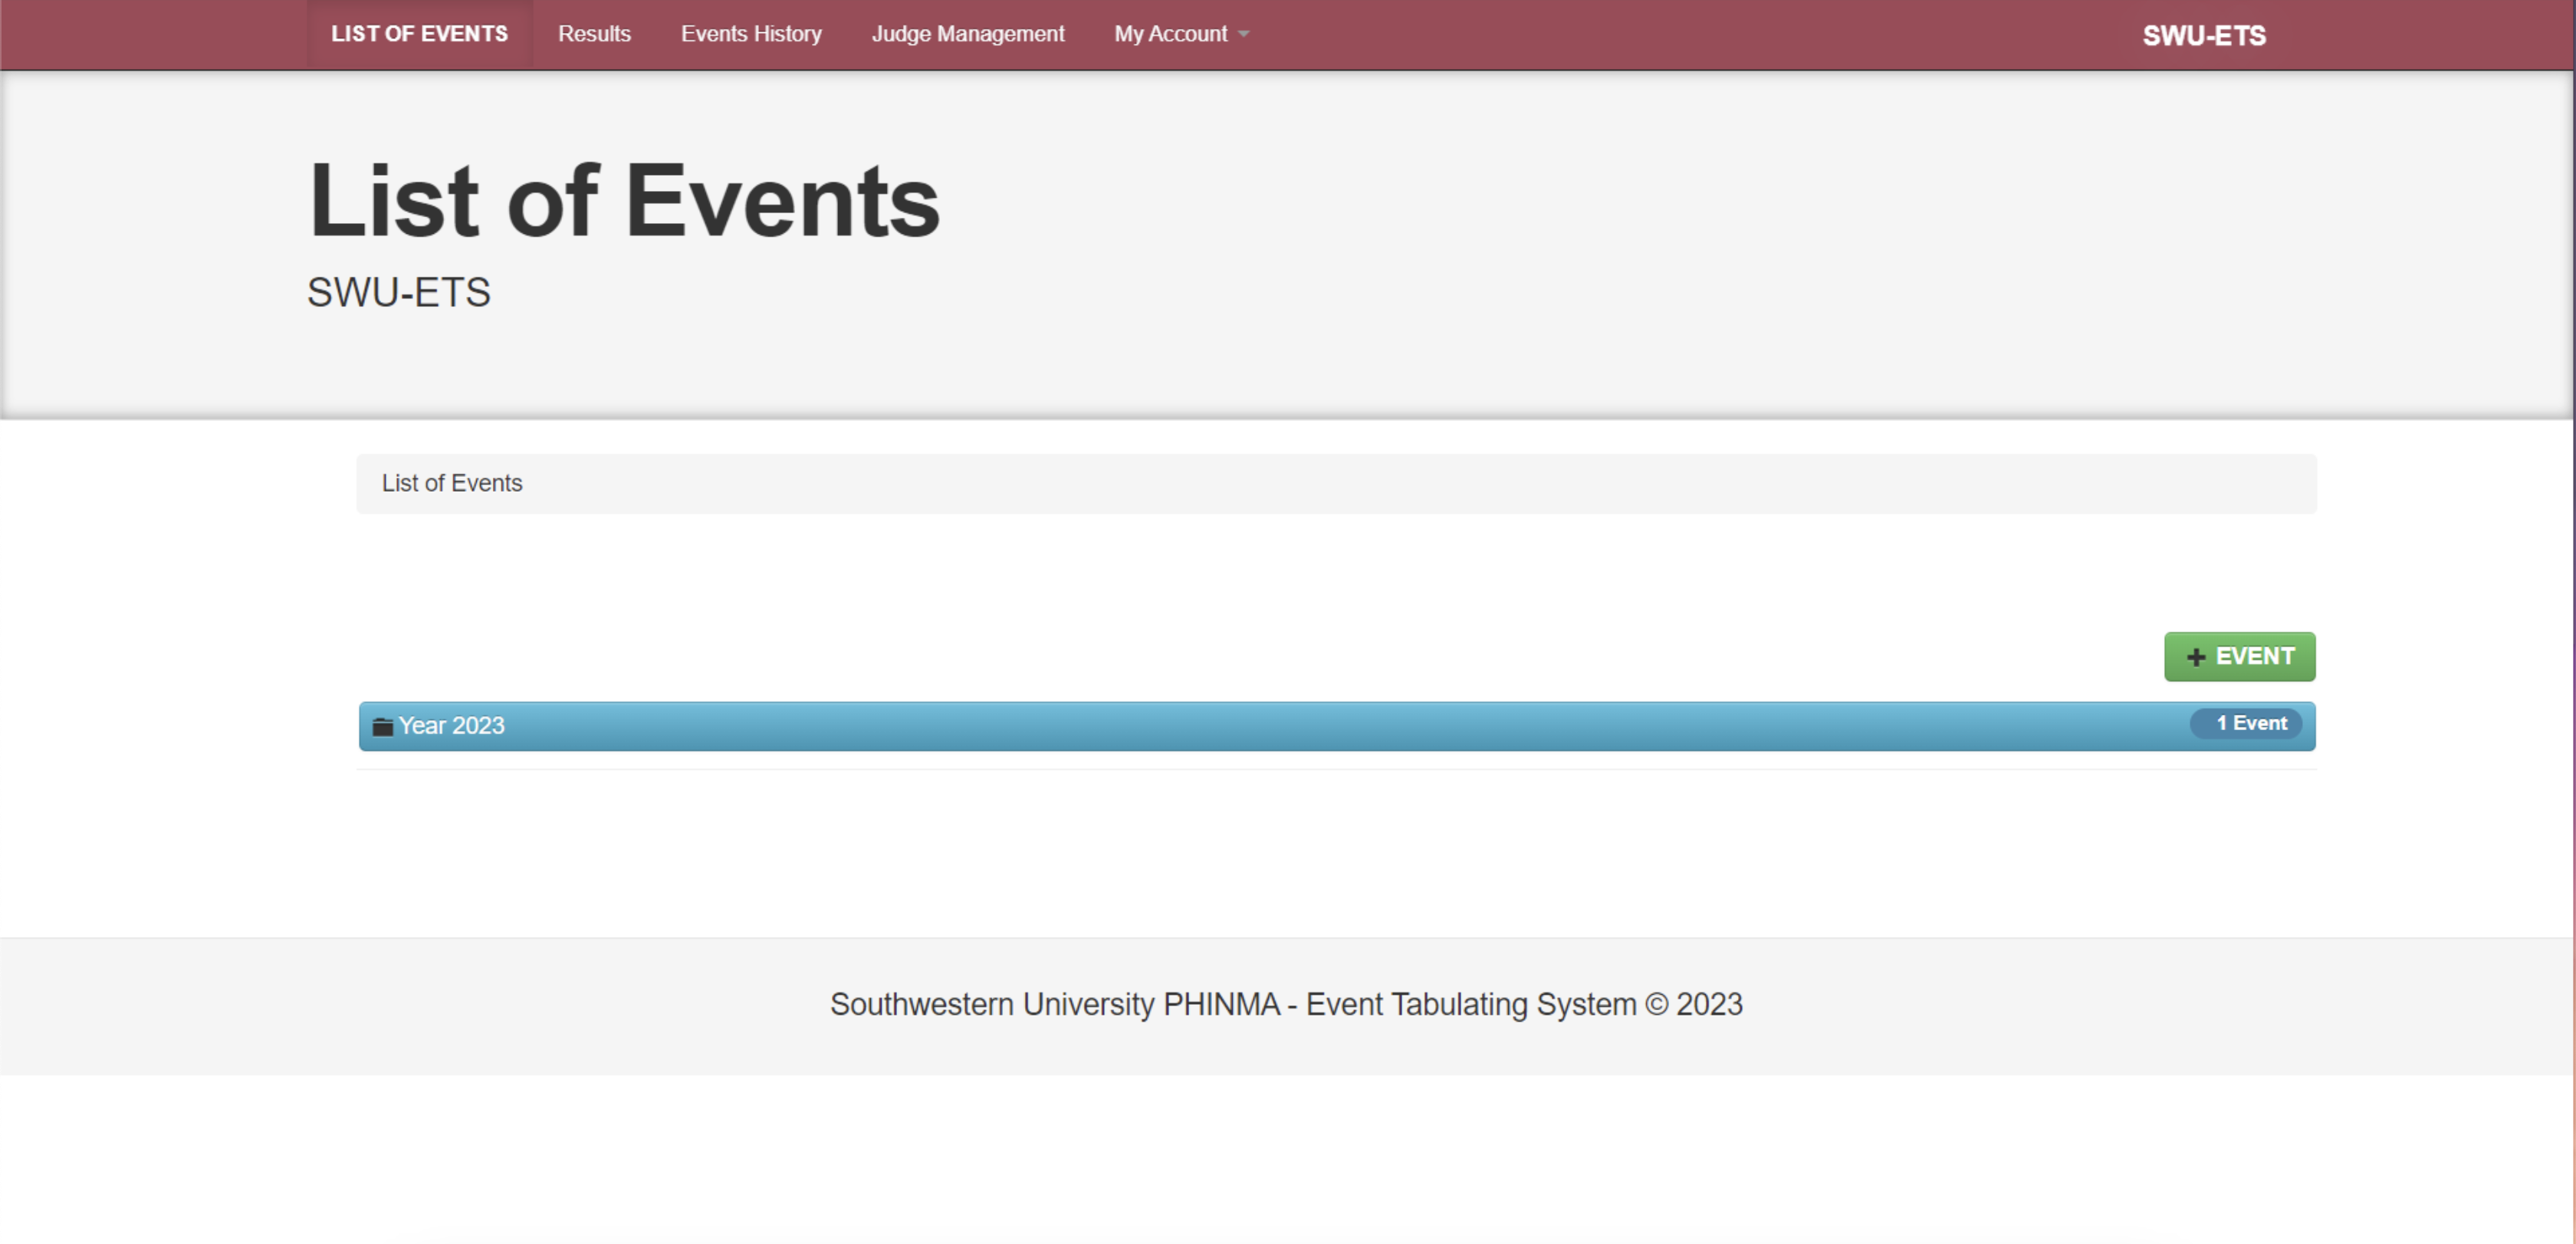 LIST OF EVENTS Results Events History Judge Management My Account SWU-ETS
List of Events
SWU-ETS
List of Events
+ EVENT
Year 2023 1 Event
Southwestern University PHINMA - Event Tabulating System © 2023